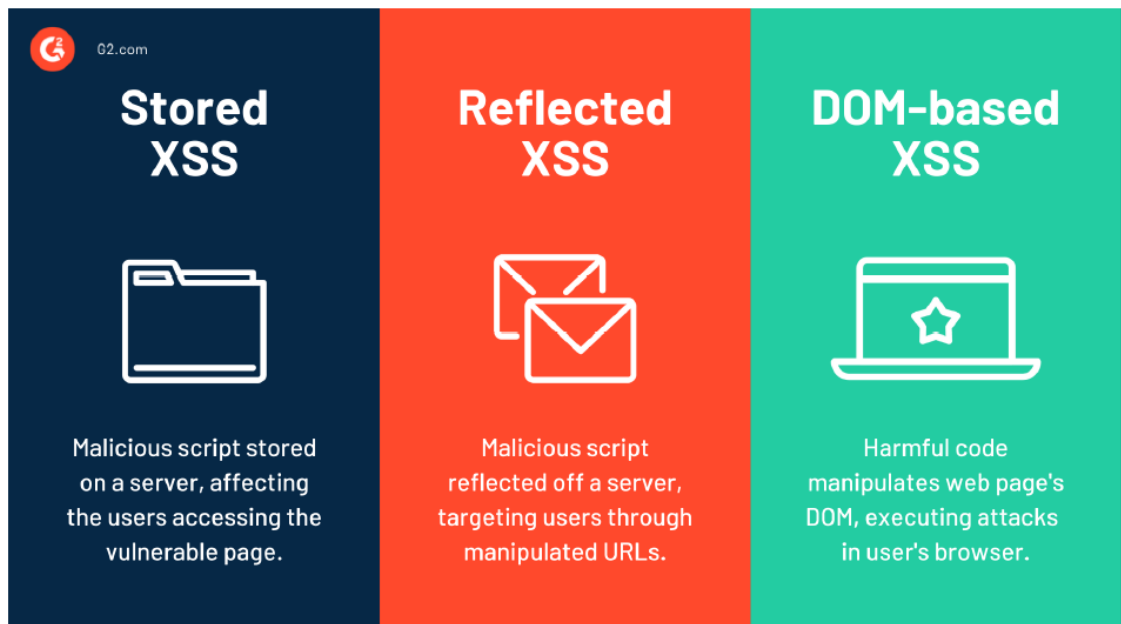 G2.com
Stored
XSS
Malicious script stored
on a server, affecting
the users accessing the
vulnerable page.
Reflected
XSS
Malicious script
reflected off a server,
targeting users through
manipulated URLs.
DOM-based
XSS
Harmful code
manipulates web page's
DOM, executing attacks
in user's browser.